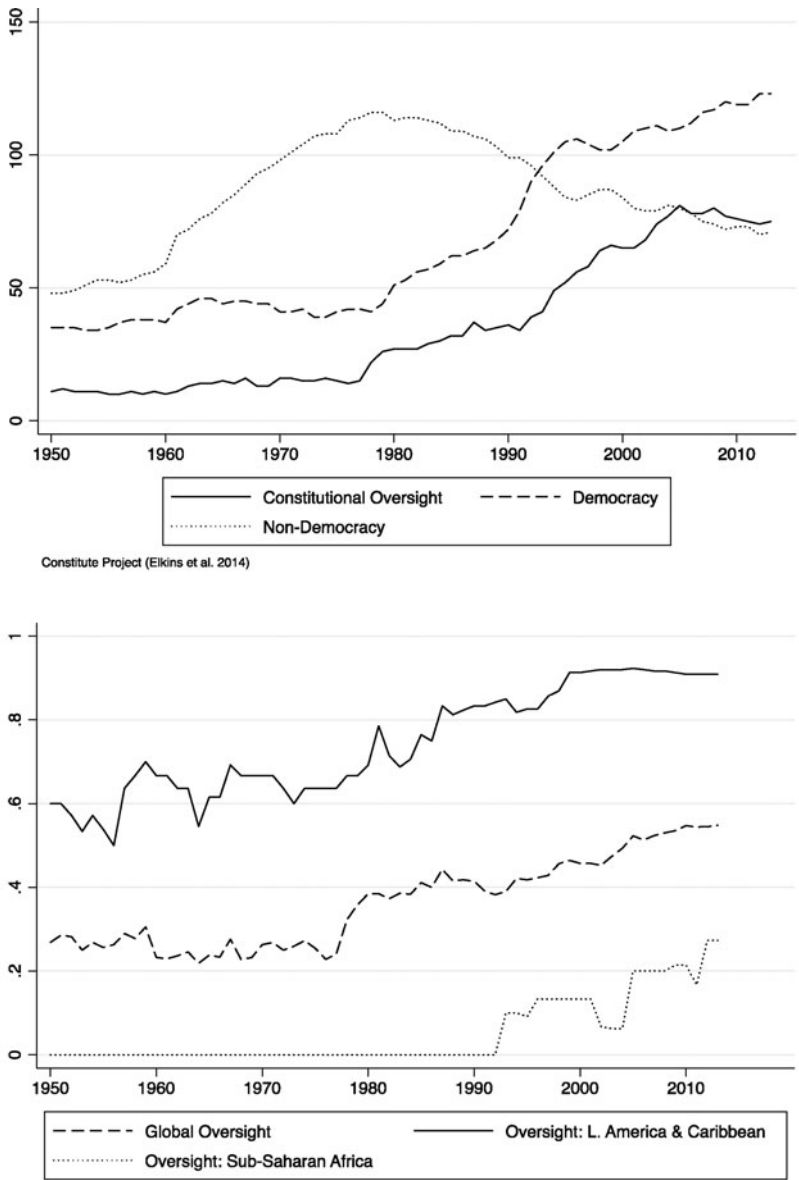 150
100
50
0
1950 1960 1970 1980 1990 2000 2010
Constitutional Oversight Democracy
Non-Democracy
Constitute Project (Elkins et al. 2014)
1
.8
.6
.4
.2
0
1950 1960 1970 1980 1990 2000 2010
Global Oversight Oversight: L. America & Caribbean
Oversight: Sub-Saharan Africa